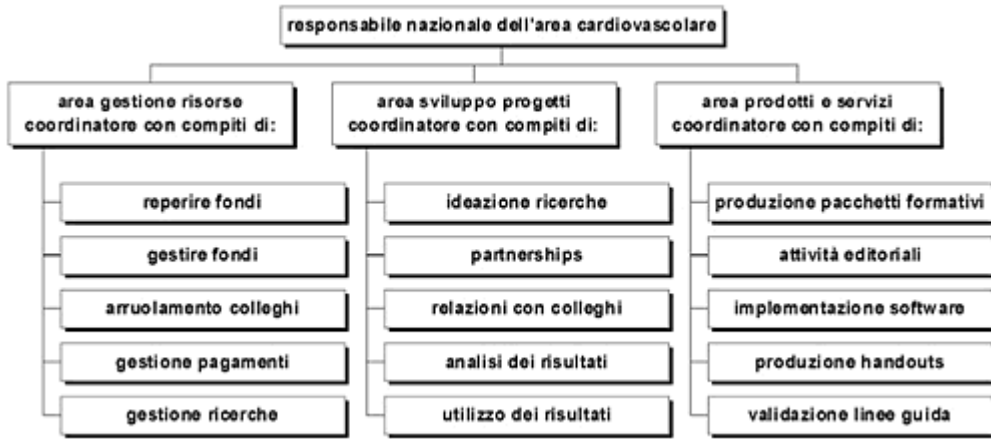 responsabile nazionale dell'area cardiovascolare
area gestione risorse
coordinatore con compiti di:
reperire fondi
gestire fondi
arruolamento colleghi
gestione pagamenti
gestione ricerche
area sviluppo progetti
coordinatore con compiti di:
ideazione ricerche
partnerships
relazioni con colleghi
analisi dei risultati
utilizzo dei risultati
area prodotti e servizi
coordinatore con compiti di:
produzione pacchetti formativi
attività editoriali
implementazione software
produzione handouts
validazione linee guida